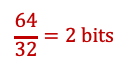 64/32 = 2 bits